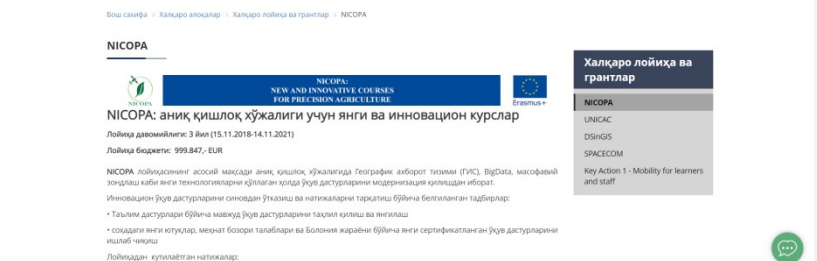 Бош саҳифа > Халқаро алоқалар > Халқаро лойиҳа ва грантлар > NICOPA
NICOPA
NICOPA
NICOPA:
NEW AND INNOVATIVE COURSES
FOR PRECISION AGRICULTURE
Erasmus+
NICOPA: аниқ қишлоқ хўжалиги учун янги ва инновацион курслар
Лойиҳа давомийлиги: 3 йил (15.11.2018-14.11.2021)
Лойиҳа бюджети: 999.847,- EUR
NICOPA лойиҳасининг асосий мақсади аниқ қишлоқ хўжалигида Географик ахборот тизими (ГИС), BigData, масофавий
зондлаш каби янги технологияларни қўллаган ҳолда ўқув дастурларини модернизация қилишдан иборат.
Инновацион ўқув дастурларини синовдан ўтказиш ва натижаларни тарқатиш бўйича белгиланган тадбирлар:
• Таълим дастурлари бўйича мавжуд ўқув дастурларини таҳлил қилиш ва янгилаш
• соҳадаги янги ютуқлар, меҳнат бозори талаблари ва Болония жараёни бўйича янги сертификатланган ўқув дастурларини
ишлаб чиқиш
Лойиҳадан кутилаётган натижалар:
Халқаро лойиҳа ва
грантлар
NICOPA
UNICAC
DSinGIS
SPACECOM
Key Action 1 - Mobility for learners
and staff